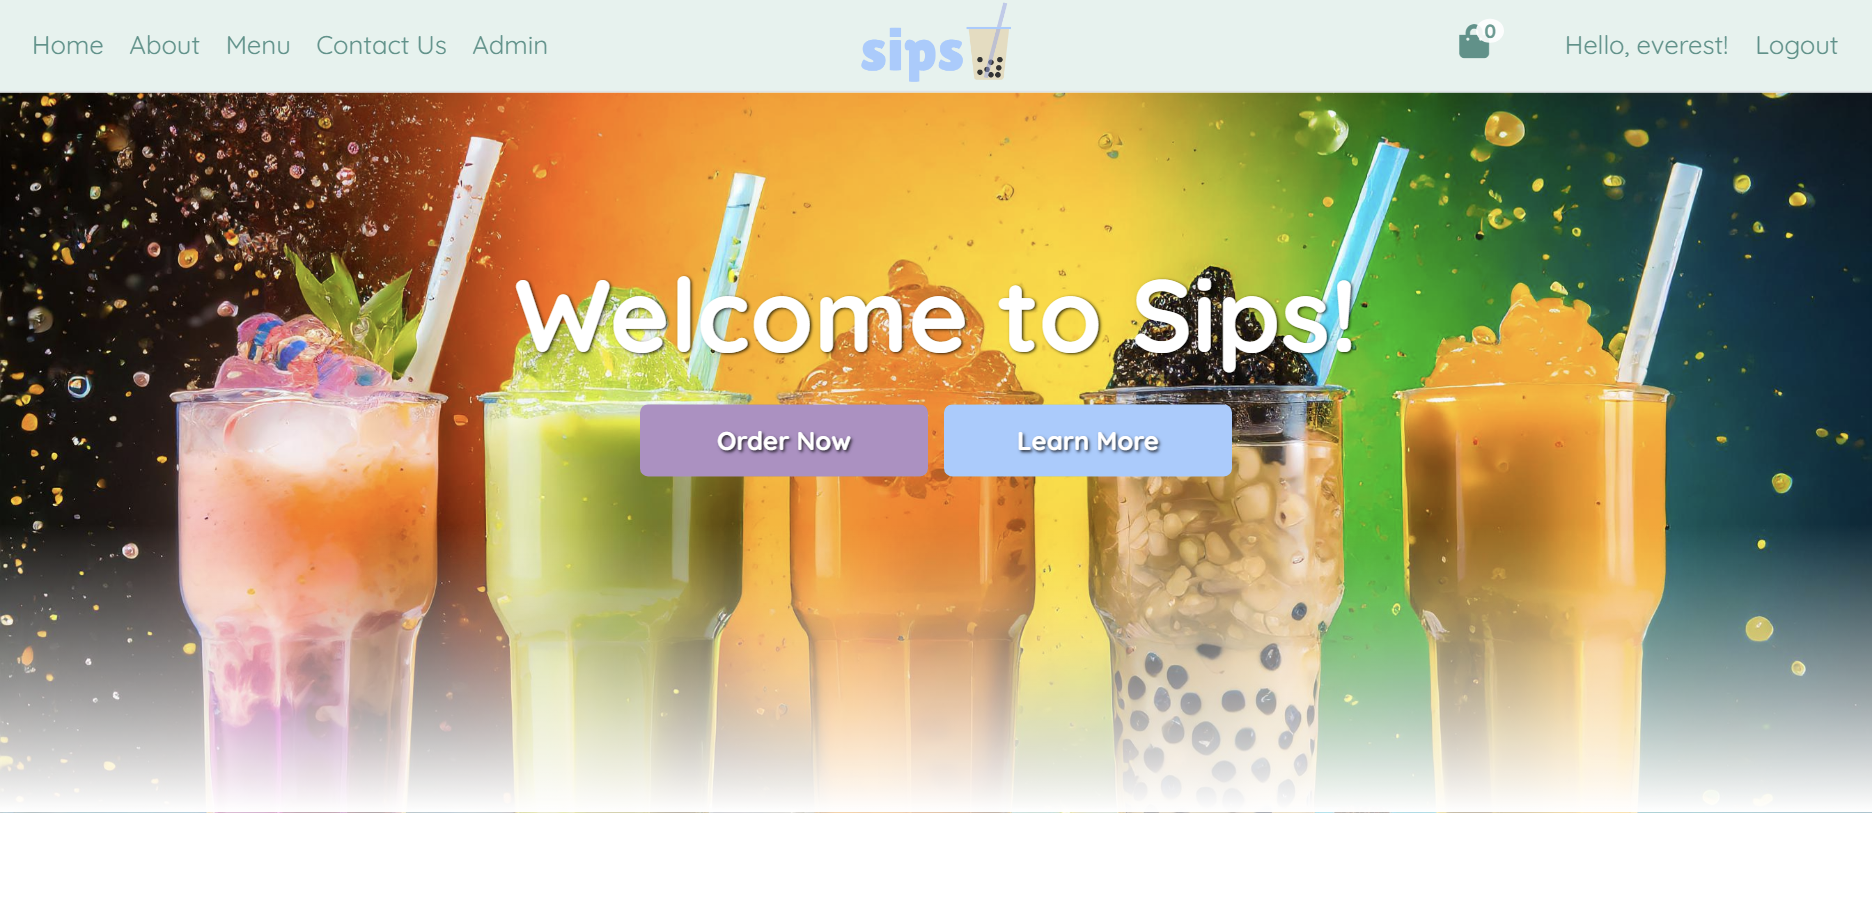 Home About Menu Contact Us Admin
sips
0
Hello, everest! Logout
Welcome to Sips!
Order Now Learn More